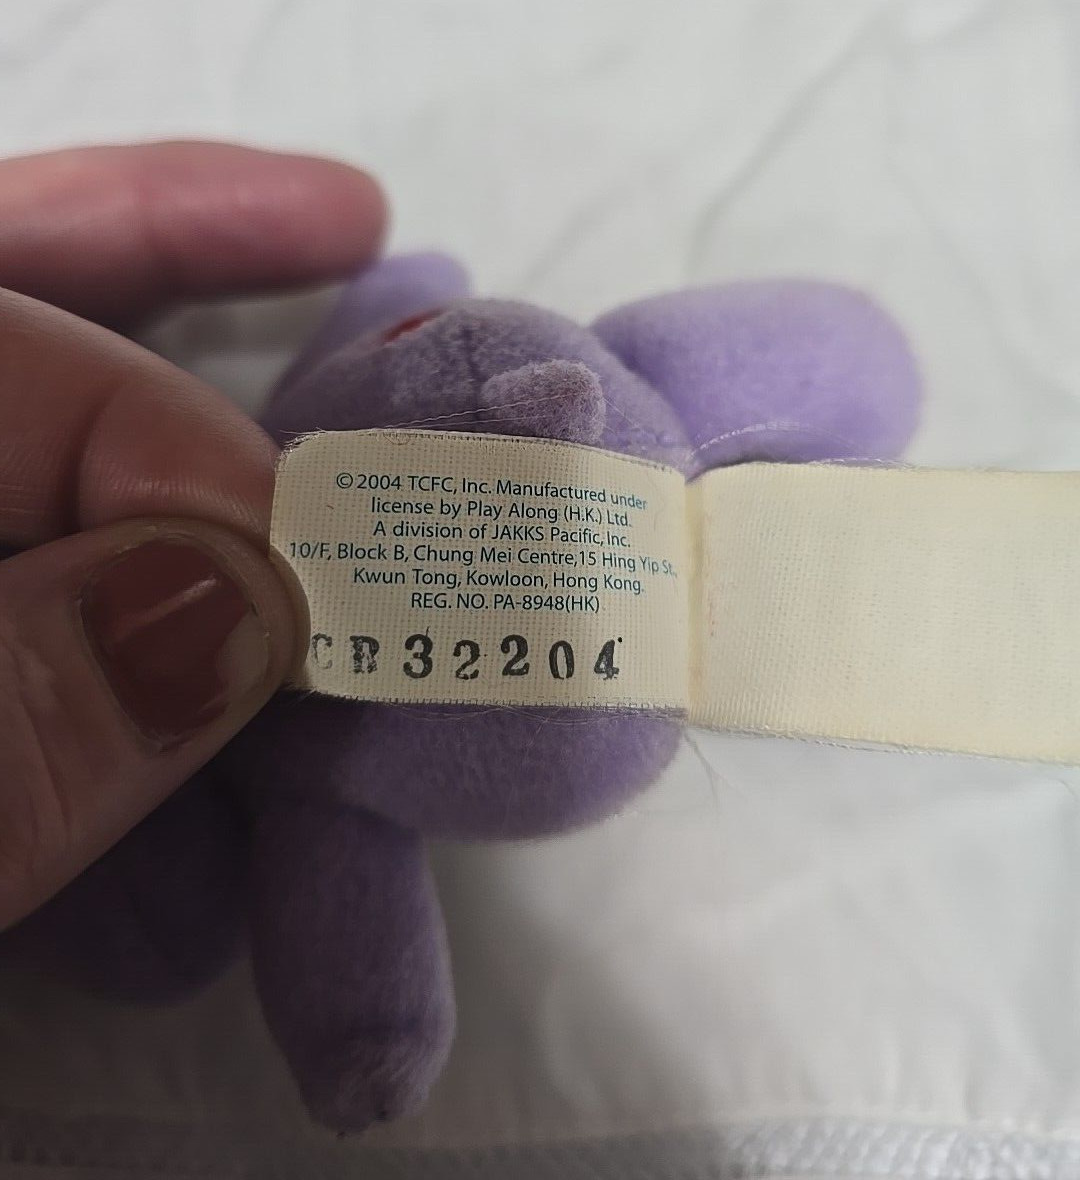 ©2004 TCFC, Inc. Manufactured under
license by Play Along (H.K.) Ltd.
A division of JAKKS Pacific, Inc.
10/F, Block B, Chung Mei Centre,15 Hing Yip St.,
Kwun Tong, Kowloon, Hong Kong.
REG. NO. PA-8948(HK)
CR32204